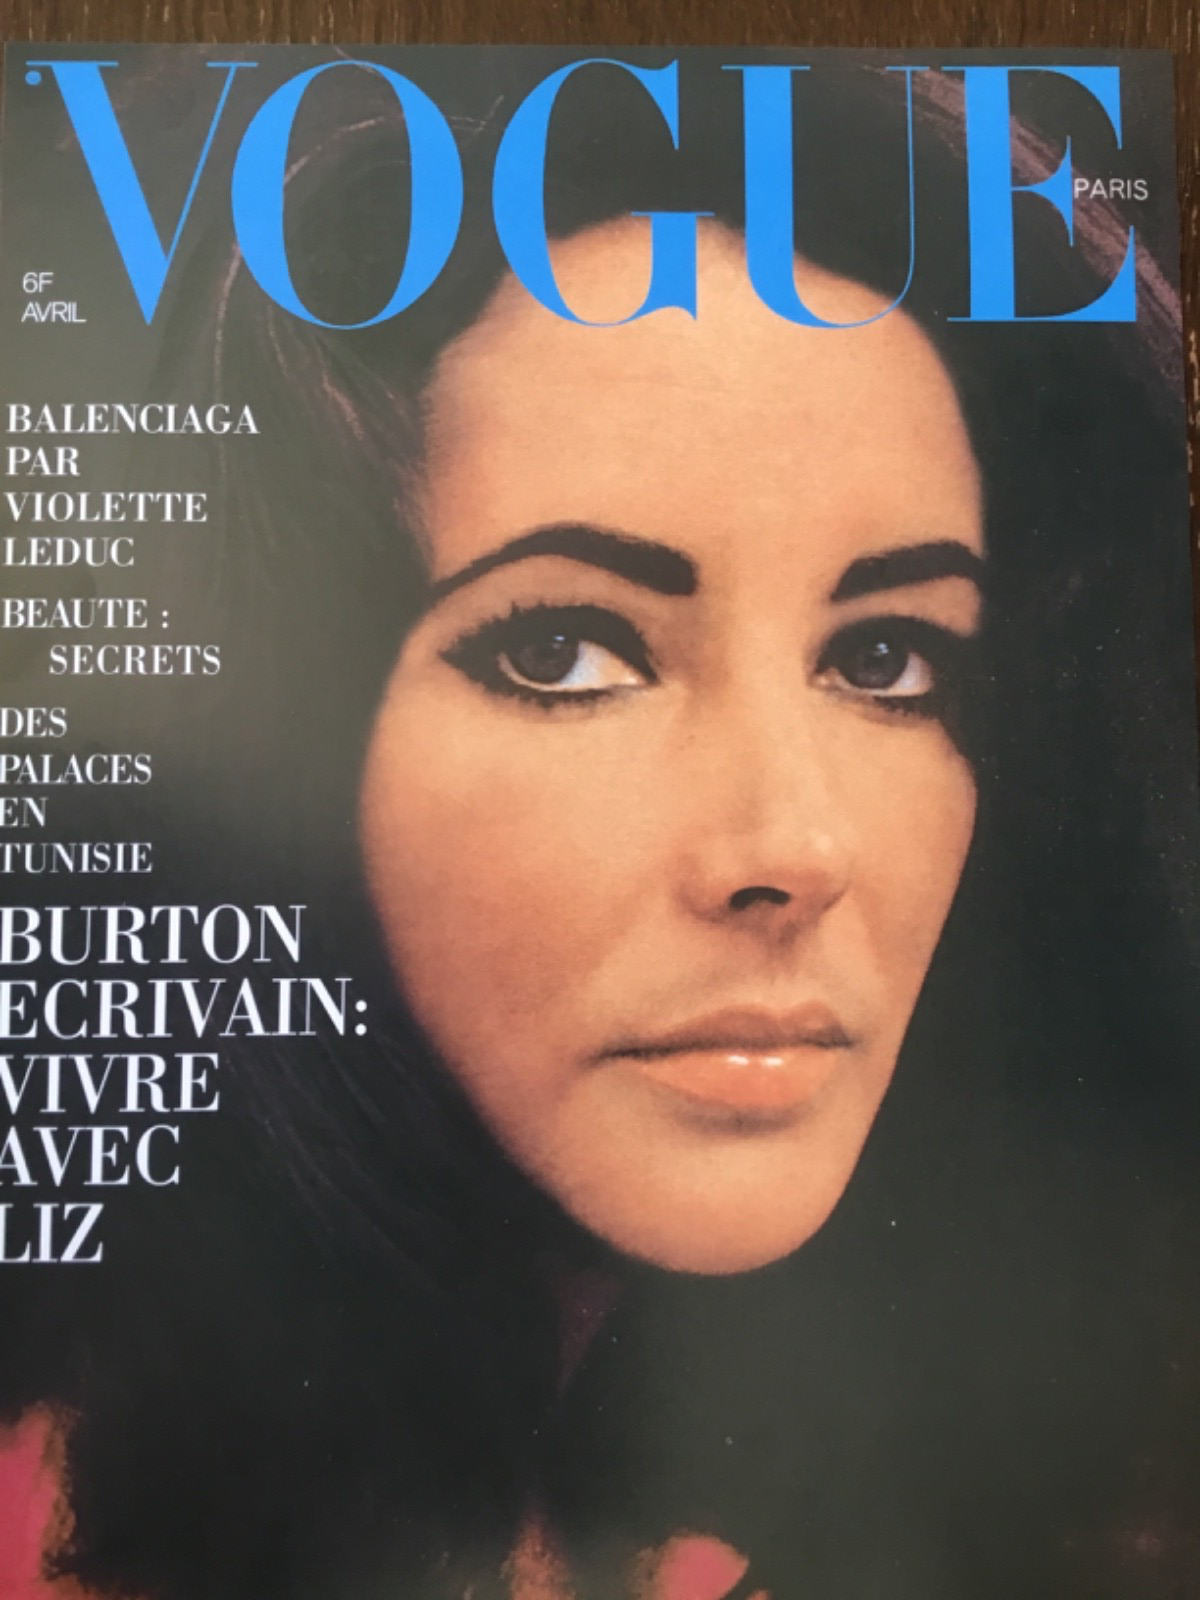 VOGUE
PARIS
6F
AVRIL
BALENCIAGA
PAR
VIOLETTE
LEDUC
BEAUTE :
SECRETS
DES
PALACES
EN
TUNISIE
BURTON
ECRIVAIN:
VIVRE
AVEC
LIZ